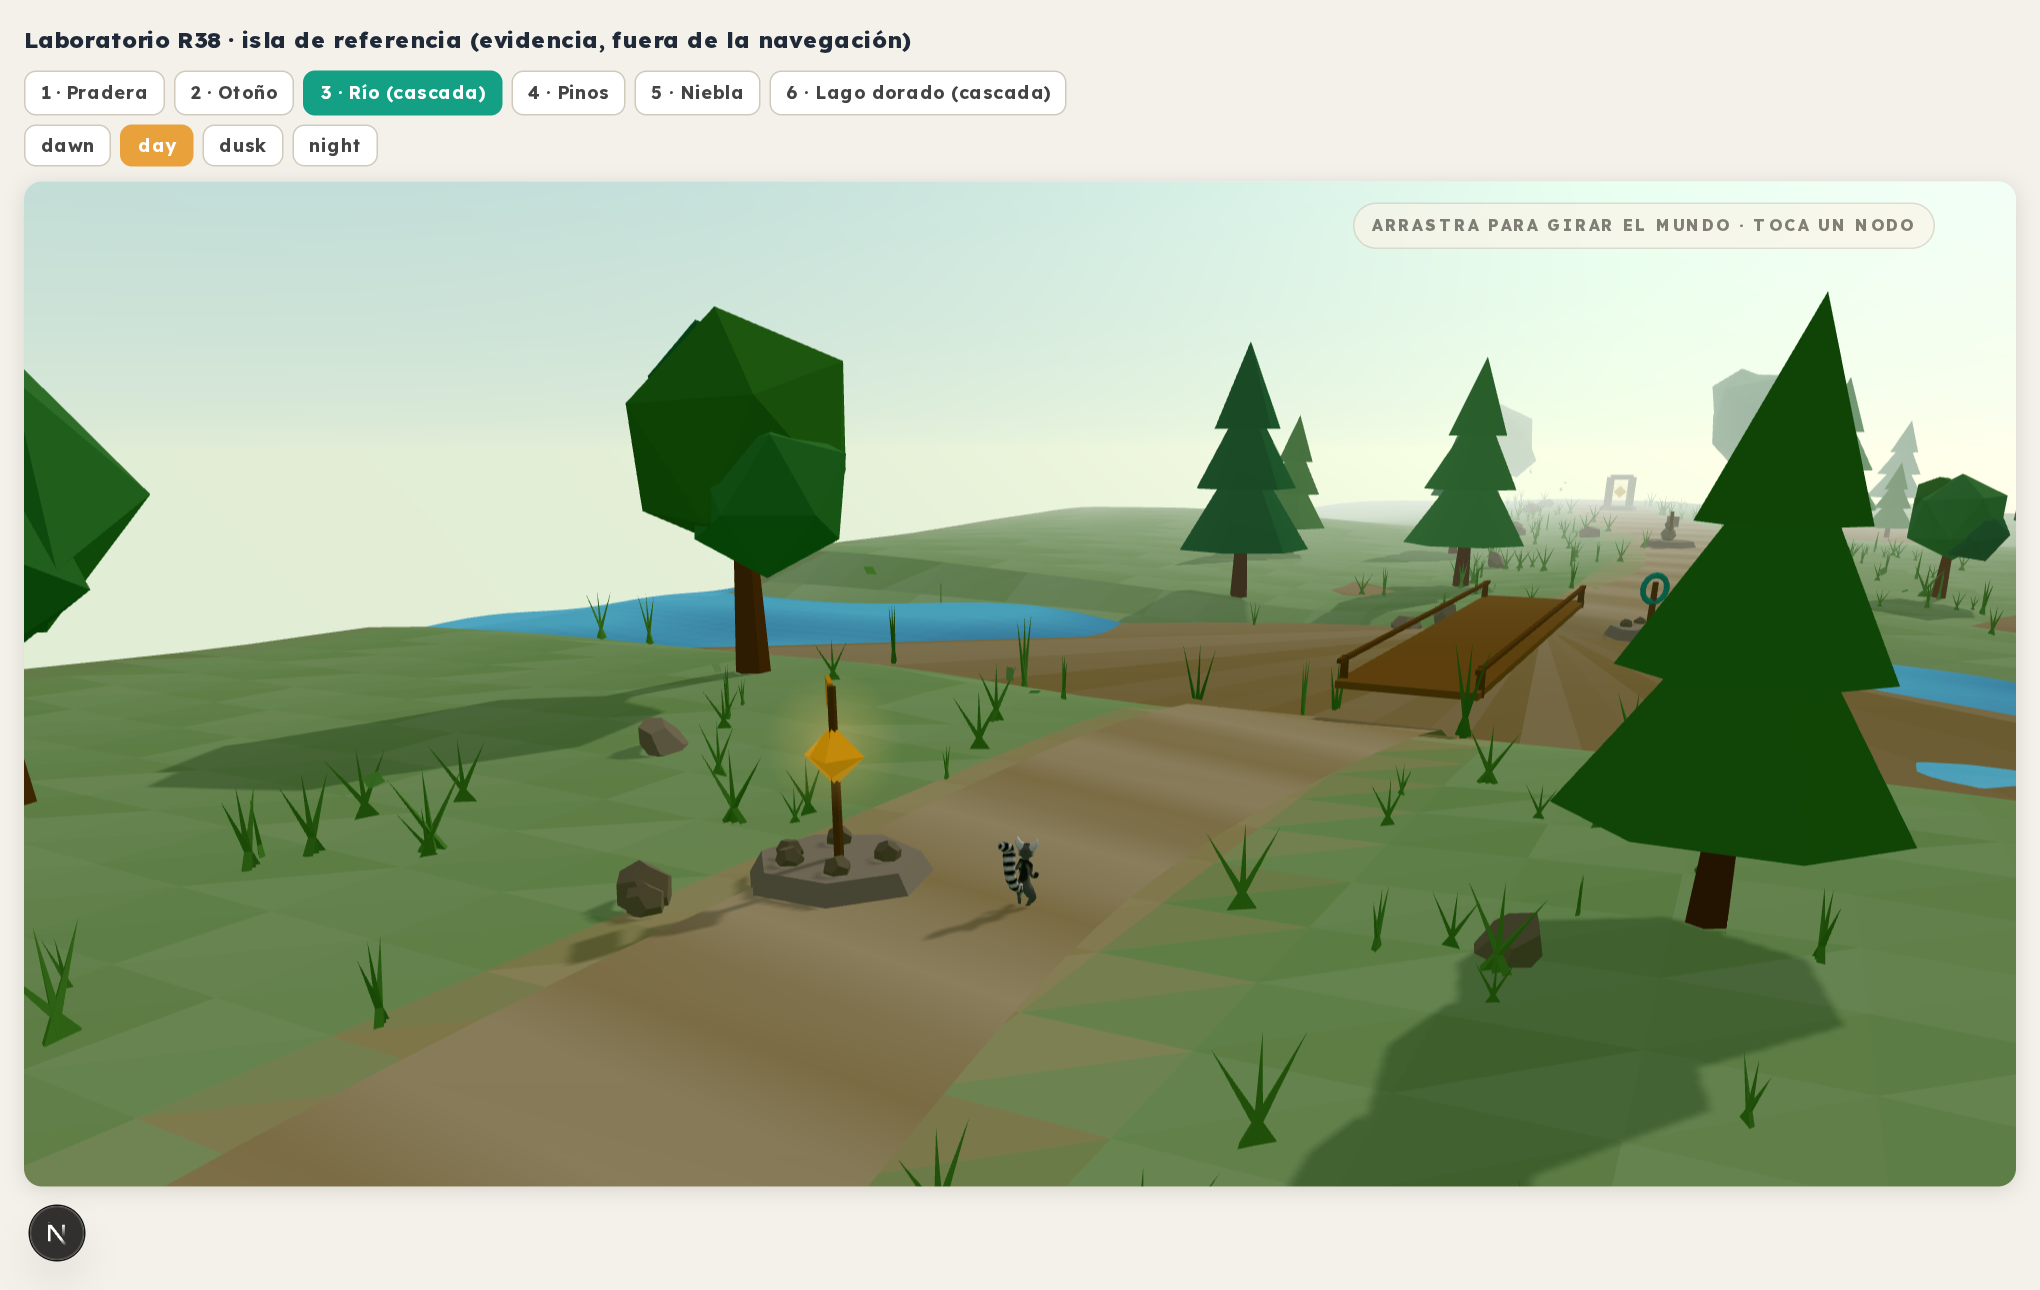 Laboratorio R38 · isla de referencia (evidencia, fuera de la navegación)
1 · Pradera 2 · Otoño 3 · Río (cascada) 4 · Pinos 5 · Niebla 6 · Lago dorado (cascada)
dawn day dusk night
ARRASTRA PARA GIRAR EL MUNDO · TOCA UN NODO
N